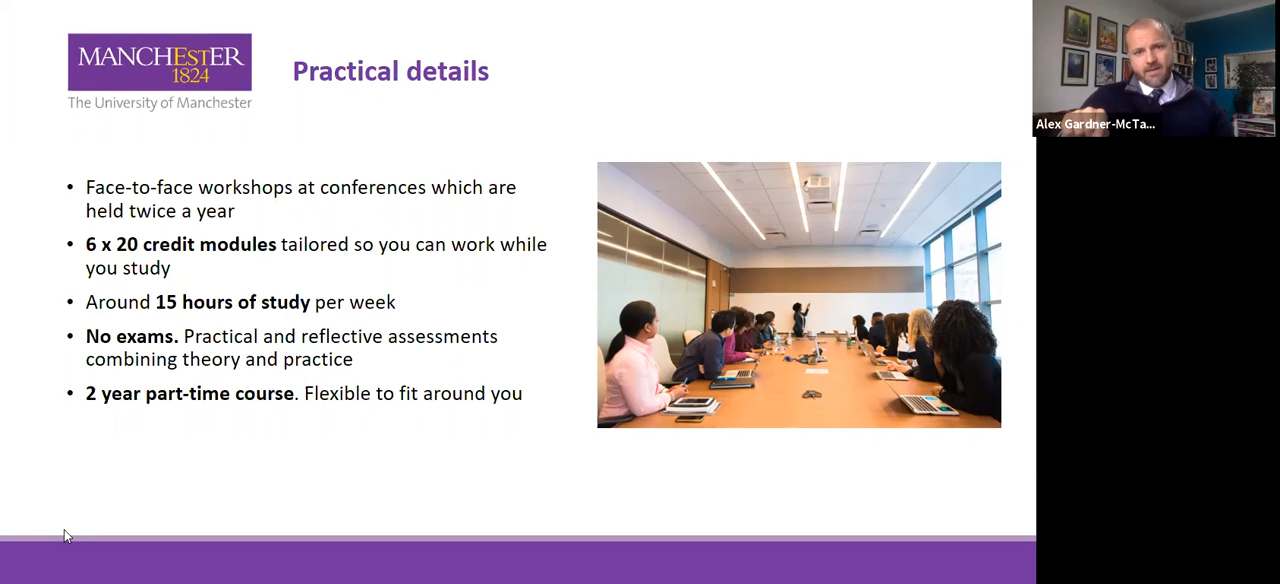 MANCHESTER
1824
The University of Manchester
Practical details
• Face-to-face workshops at conferences which are
held twice a year
• 6 x 20 credit modules tailored so you can work while
you study
• Around 15 hours of study per week
• No exams. Practical and reflective assessments
combining theory and practice
• 2 year part-time course. Flexible to fit around you
Alex Gardner-McTa...